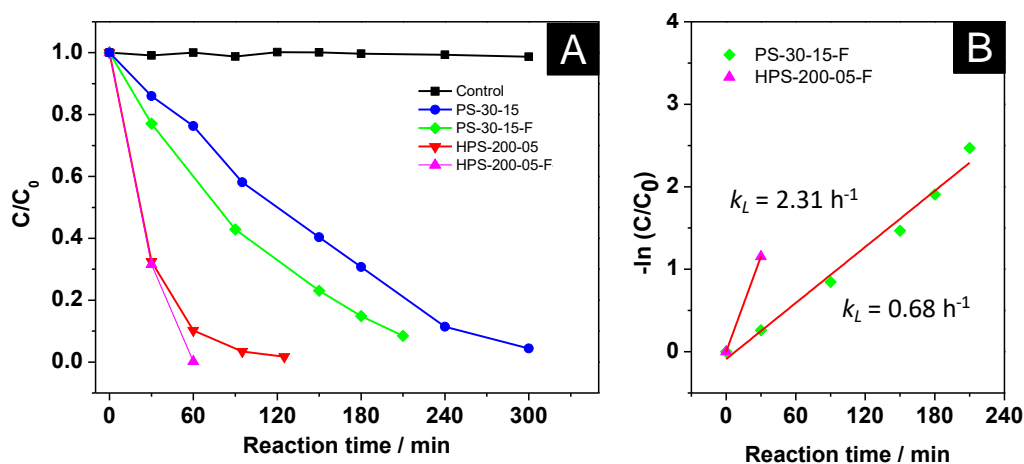 A
C/C₀
1.0
0.8
0.6
0.4
0.2
0.0
Control
PS-30-15
PS-30-15-F
HPS-200-05
HPS-200-05-F
0 60 120 180 240 300
Reaction time / min
B
-ln (C/C₀)
4
3
2
1
0
PS-30-15-F
HPS-200-05-F
k_L = 2.31 h⁻¹
k_L = 0.68 h⁻¹
0 60 120 180 240
Reaction time / min